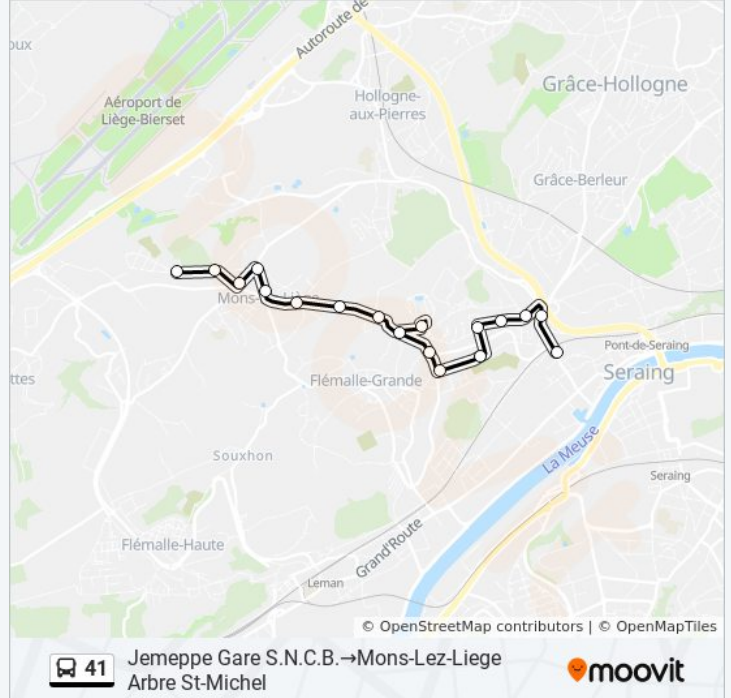 oux
Autoroute de
Aéroport de
Liège-Bierset
Hollogne-
aux-Pierres
Grâce-Hollogne
Grâce-Berleur
Pont-de-Seraing
Seraing
ttes
Flémalle-Grande
La Meuse
Souxhon
Seraing
Flémalle-Haute
Grand'Route
Leman
© OpenStreetMap contributors | © OpenMapTiles
41
Jemeppe Gare S.N.C.B.→Mons-Lez-Liege
Arbre St-Michel
moovit